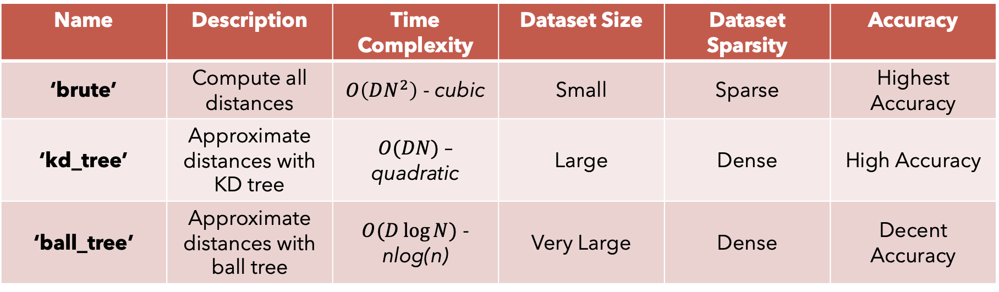 Name
Description
Time
Complexity
Dataset Size
Dataset
Sparsity
Accuracy
‘brute’
Compute all
distances
O(DN²) - cubic
Small
Sparse
Highest
Accuracy
‘kd_tree’
Approximate
distances with
KD tree
O(DN) –
quadratic
Large
Dense
High Accuracy
‘ball_tree’
Approximate
distances with
ball tree
O(D log N) -
nlog(n)
Very Large
Dense
Decent
Accuracy